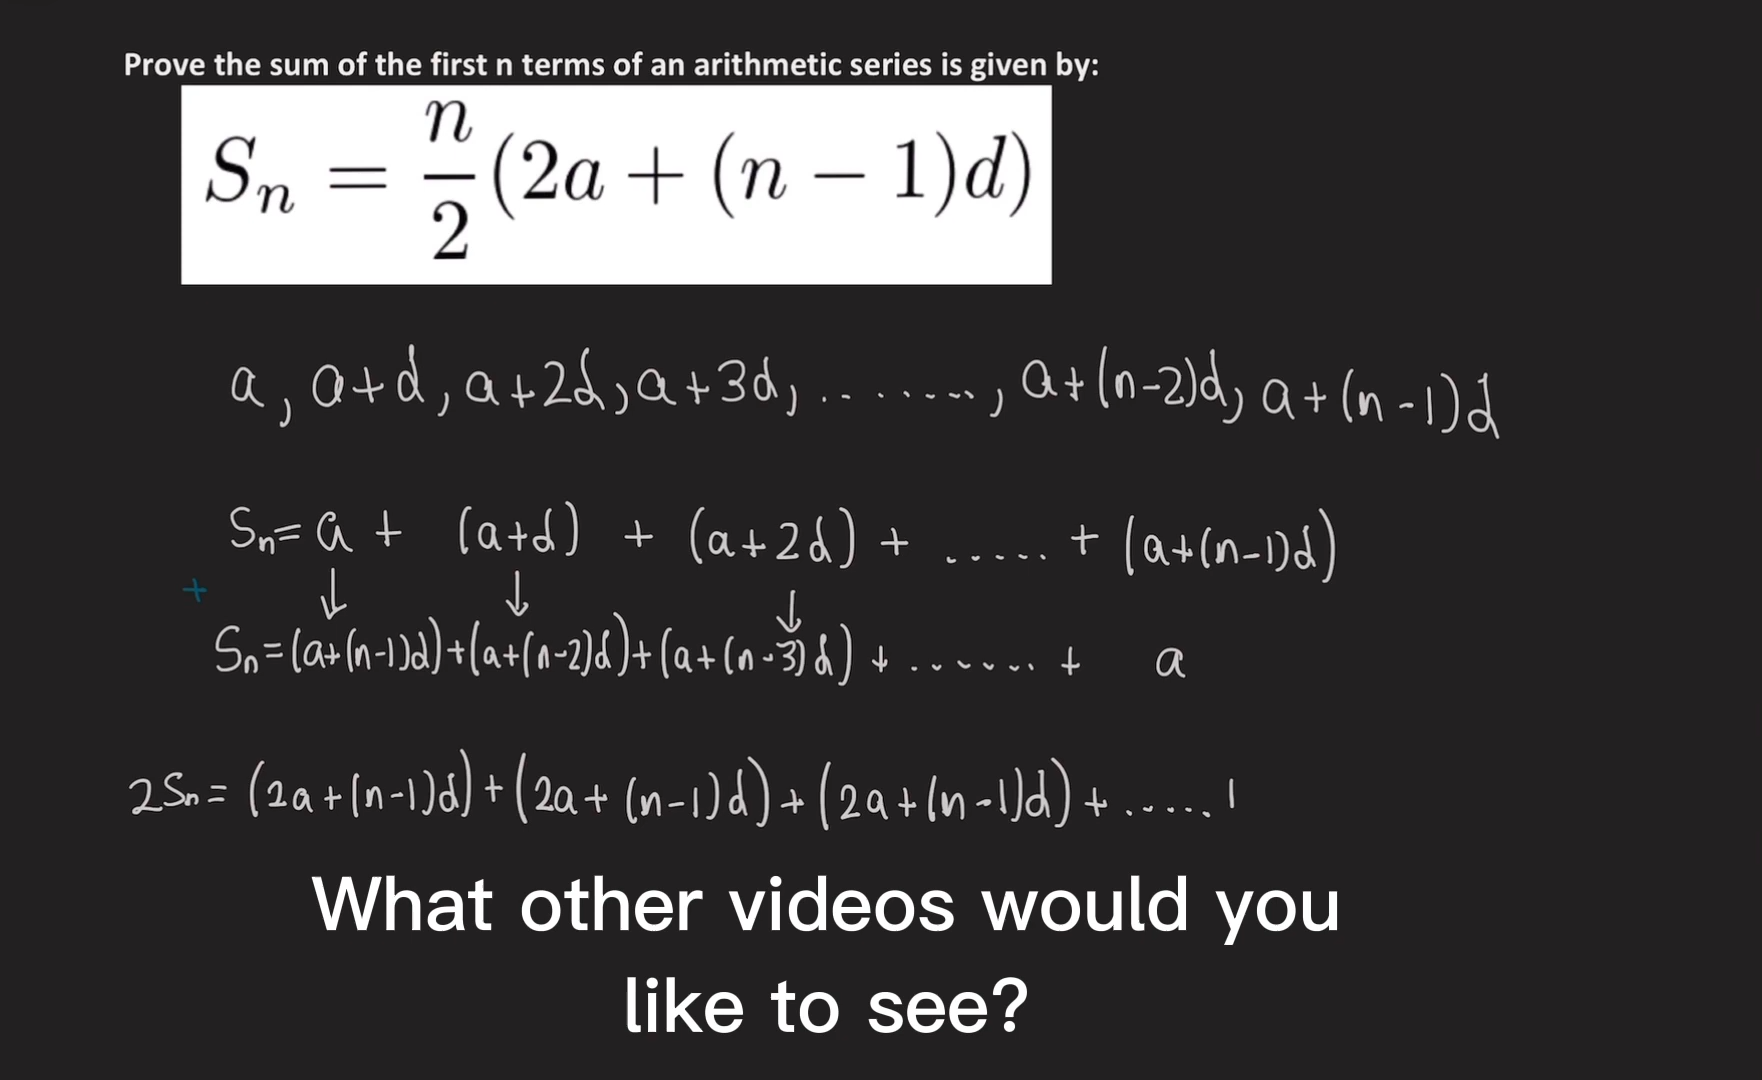 Prove the sum of the first n terms of an arithmetic series is given by:
Sₙ = n/2 (2a + (n − 1)d)
a, a+d, a+2d, a+3d, ........, a+(n-2)d, a+(n-1)d
Sₙ= a + (a+d) + (a+2d) + ..... + (a+(n-1)d)
+
↓ ↓ ↓
Sₙ=(a+(n-1)d)+(a+(n-2)d)+(a+(n-3)d) + ....... + a
2Sₙ= (2a+(n-1)d)+(2a+(n-1)d)+(2a+(n-1)d)+ .....
What other videos would you
like to see?